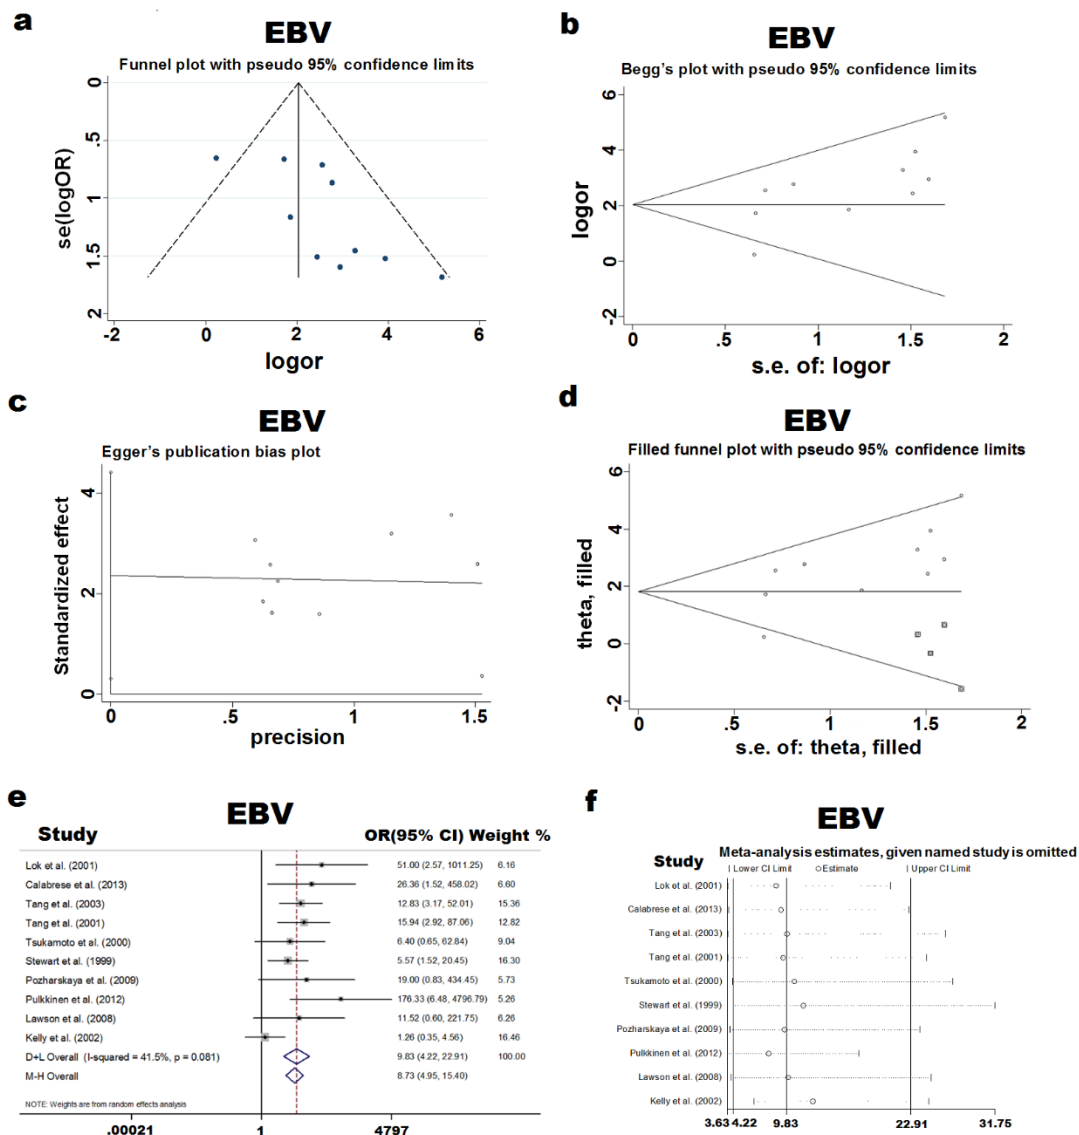 a
EBV
Funnel plot with pseudo 95% confidence limits
se(logOR)
0
.5
1
1.5
2
-2 0 2 4 6
logor
b
EBV
Begg's plot with pseudo 95% confidence limits
logor
6
4
2
0
-2
0 .5 1 1.5 2
s.e. of: logor
c
EBV
Egger's publication bias plot
Standardized effect
4
2
0
0 .5 1 1.5
precision
d
EBV
Filled funnel plot with pseudo 95% confidence limits
theta, filled
6
4
2
0
-2
0 .5 1 1.5 2
s.e. of: theta, filled
e
EBV
Study OR(95% CI) Weight %
Lok et al. (2001) 51.00 (2.57, 1011.25) 6.16
Calabrese et al. (2013) 26.36 (1.52, 458.02) 6.60
Tang et al. (2003) 12.83 (3.17, 52.01) 15.36
Tang et al. (2001) 15.94 (2.92, 87.06) 12.82
Tsukamoto et al. (2000) 6.40 (0.65, 62.84) 9.04
Stewart et al. (1999) 5.57 (1.52, 20.45) 16.30
Pozharskaya et al. (2009) 19.00 (0.83, 434.45) 5.73
Pulkkinen et al. (2012) 176.33 (6.48, 4796.79) 5.26
Lawson et al. (2008) 11.52 (0.60, 221.75) 6.26
Kelly et al. (2002) 1.26 (0.35, 4.56) 16.46
D+L Overall (I-squared = 41.5%, p = 0.081) 9.83 (4.22, 22.91) 100.00
M-H Overall 8.73 (4.95, 15.40)
NOTE: Weights are from random effects analysis
.00021 1 4797
f
EBV
Meta-analysis estimates, given named study is omitted
Study
Lower CI Limit Estimate Upper CI Limit
Lok et al. (2001)
Calabrese et al. (2013)
Tang et al. (2003)
Tang et al. (2001)
Tsukamoto et al. (2000)
Stewart et al. (1999)
Pozharskaya et al. (2009)
Pulkkinen et al. (2012)
Lawson et al. (2008)
Kelly et al. (2002)
3.63 4.22 9.83 22.91 31.75